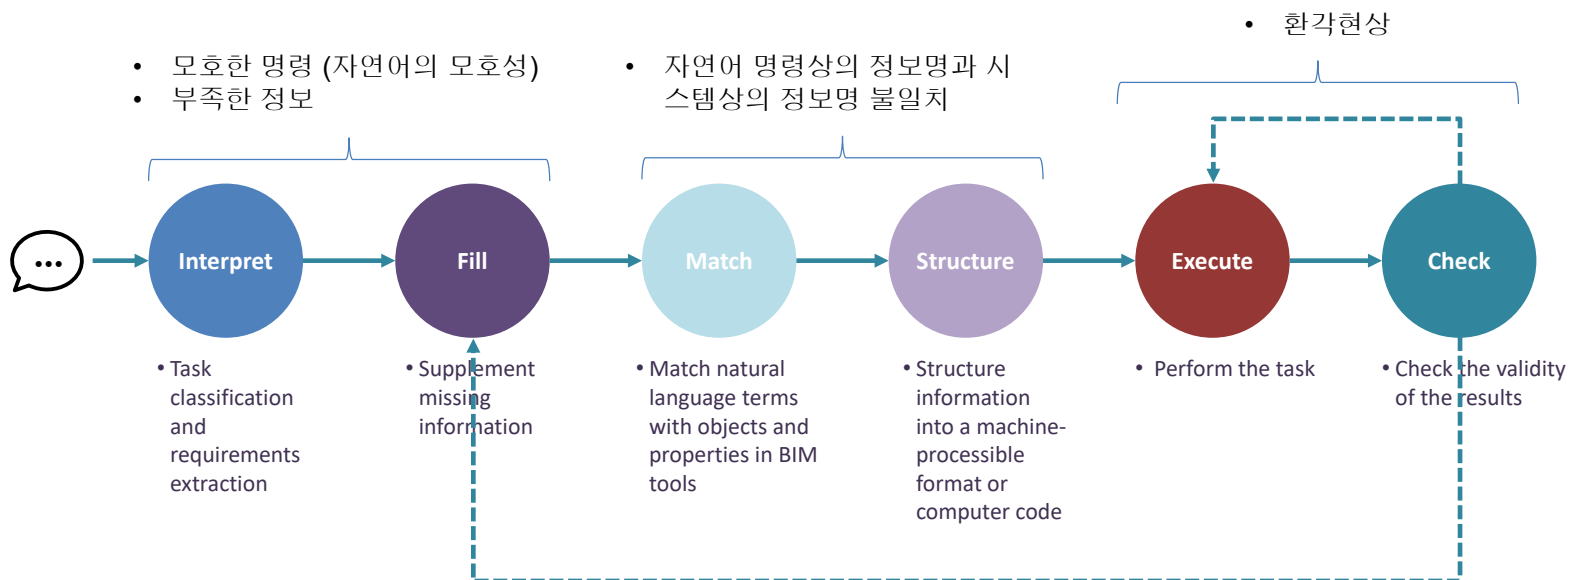 • 환각현상
• 모호한 명령 (자연어의 모호성)
• 부족한 정보
• 자연어 명령상의 정보명과 시
스템상의 정보명 불일치
...
Interpret
Fill
Match
Structure
Execute
Check
• Task
classification
and
requirements
extraction
• Supplement
missing
information
• Match natural
language terms
with objects and
properties in BIM
tools
• Structure
information
into a machine-
processible
format or
computer code
• Perform the task
• Check the validity
of the results